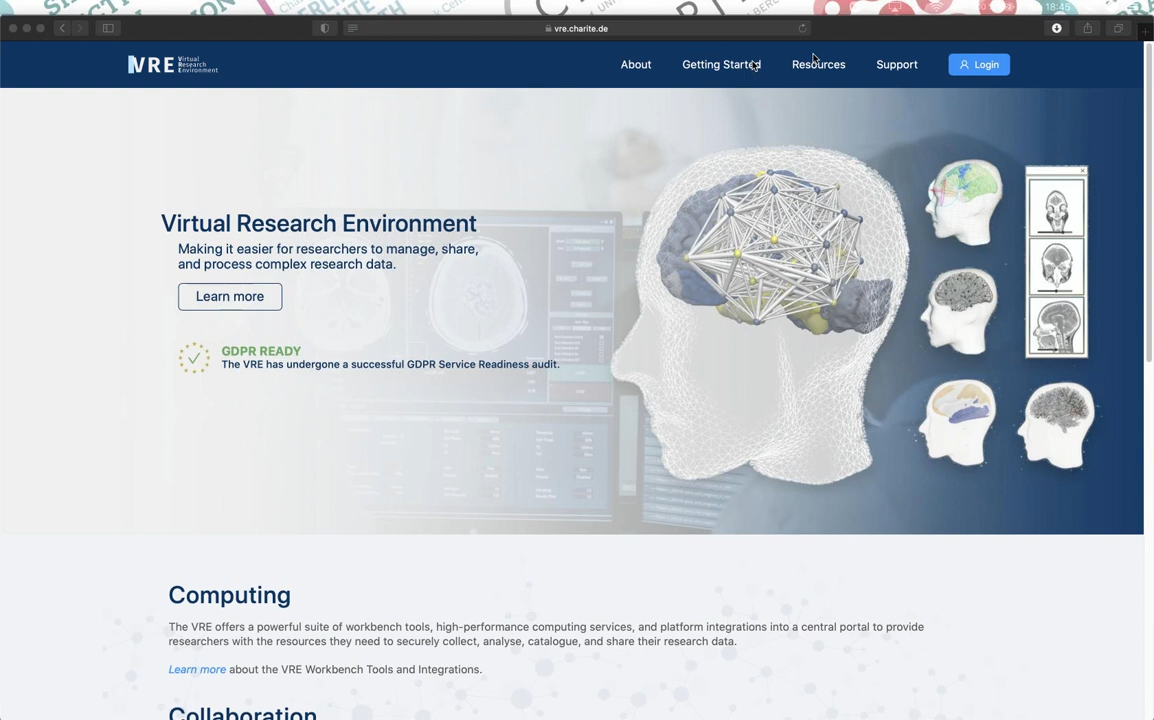 18:45
vre.charite.de
VRE Virtual Research Environment
About
Getting Started
Resources
Support
Login
Virtual Research Environment
Making it easier for researchers to manage, share,
and process complex research data.
Learn more
GDPR READY
The VRE has undergone a successful GDPR Service Readiness audit.
Computing
The VRE offers a powerful suite of workbench tools, high-performance computing services, and platform integrations into a central portal to provide
researchers with the resources they need to securely collect, analyse, catalogue, and share their research data.
Learn more about the VRE Workbench Tools and Integrations.
Collaboration